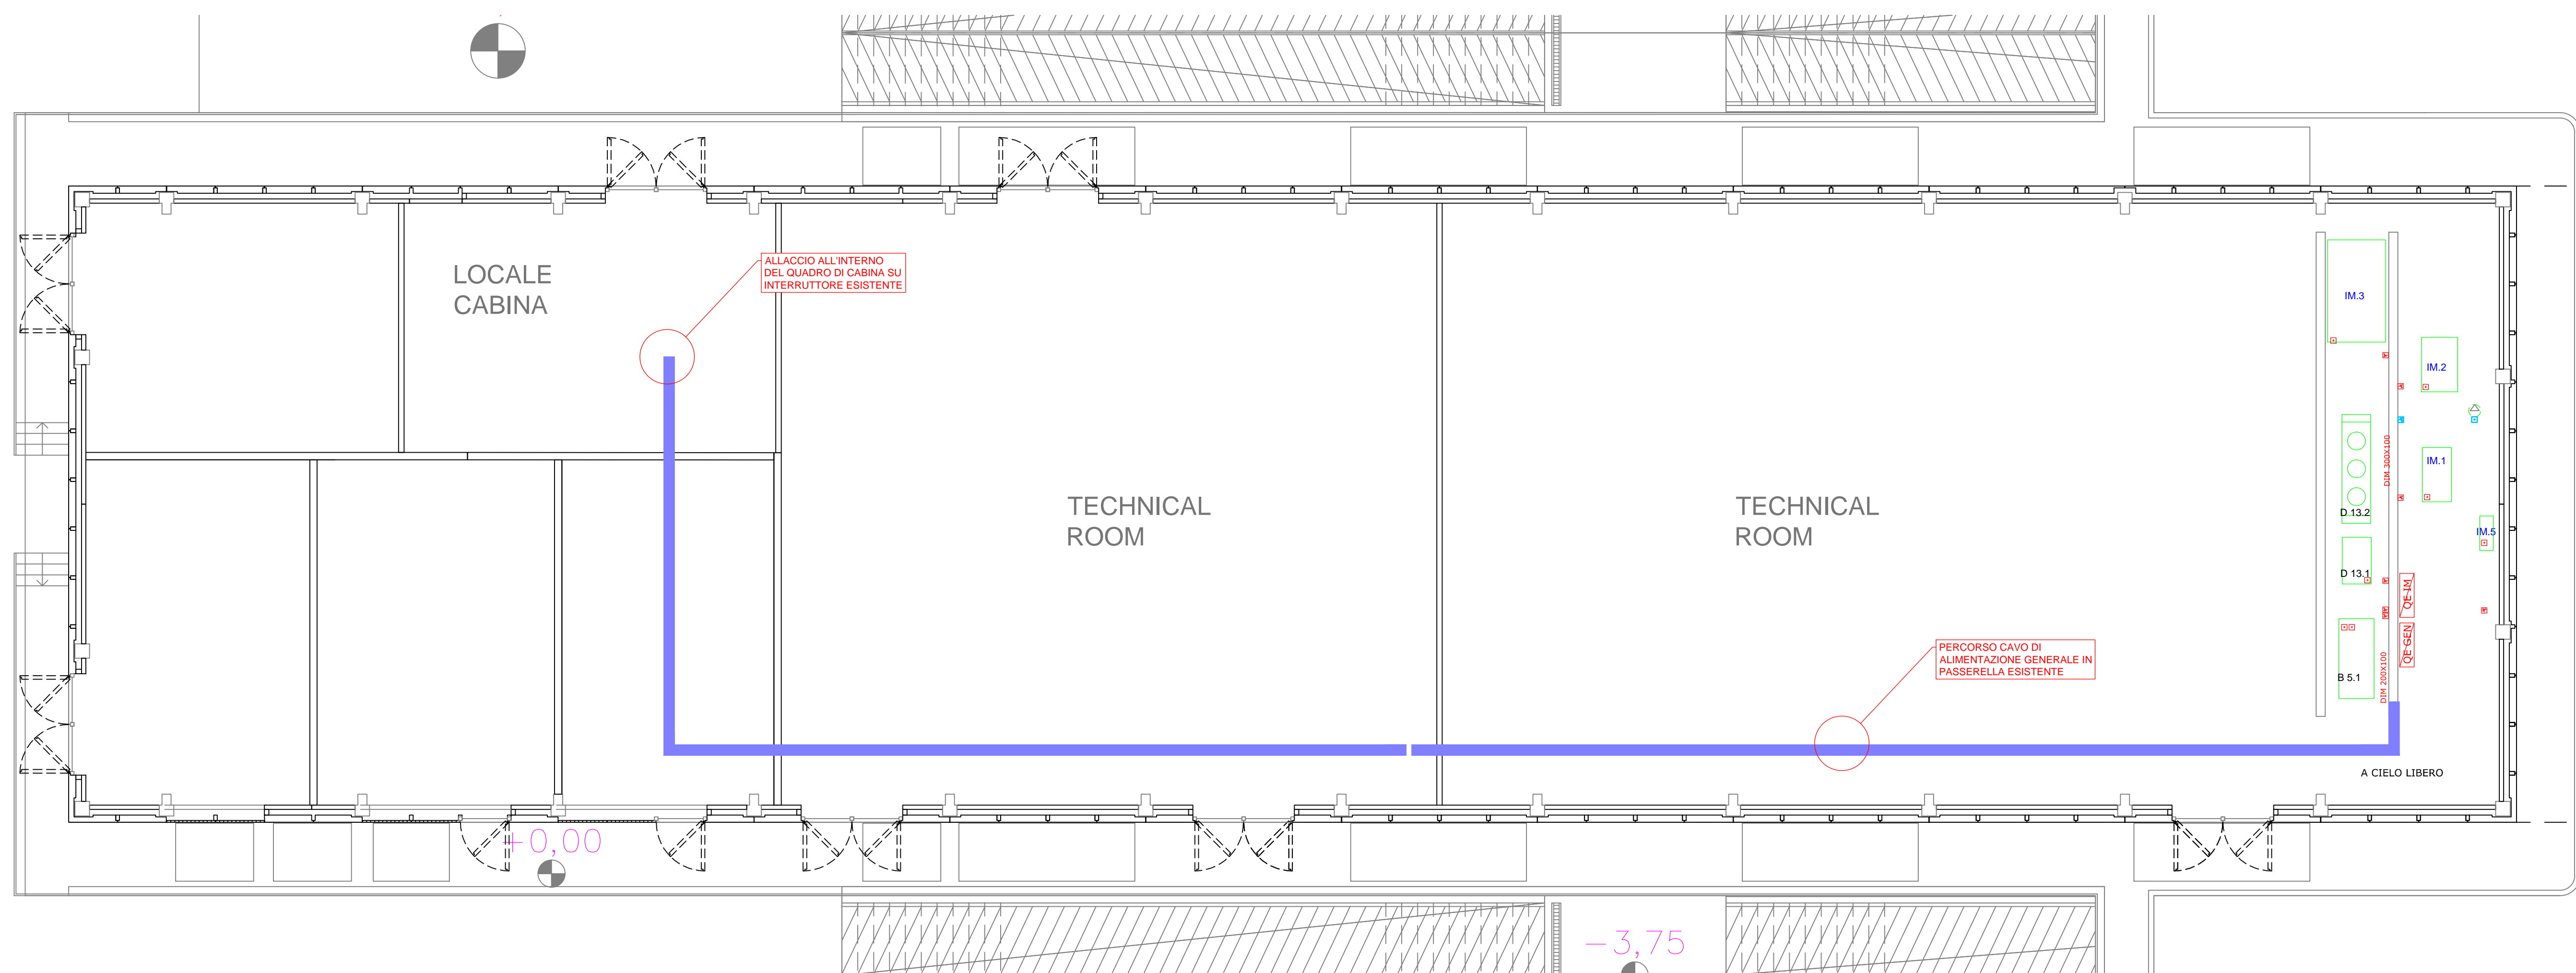 LOCALE
CABINA
ALLACCIO ALL'INTERNO
DEL QUADRO DI CABINA SU
INTERRUTTORE ESISTENTE
TECHNICAL
ROOM
TECHNICAL
ROOM
IM.3
IM.2
IM.1
IM.5
DIM 300X100
D 13.2
D 13.1
QE-IM
QE-GEN
B 5.1
DIM 200X100
PERCORSO CAVO DI
ALIMENTAZIONE GENERALE IN
PASSERELLA ESISTENTE
A CIELO LIBERO
+0,00
-3,75